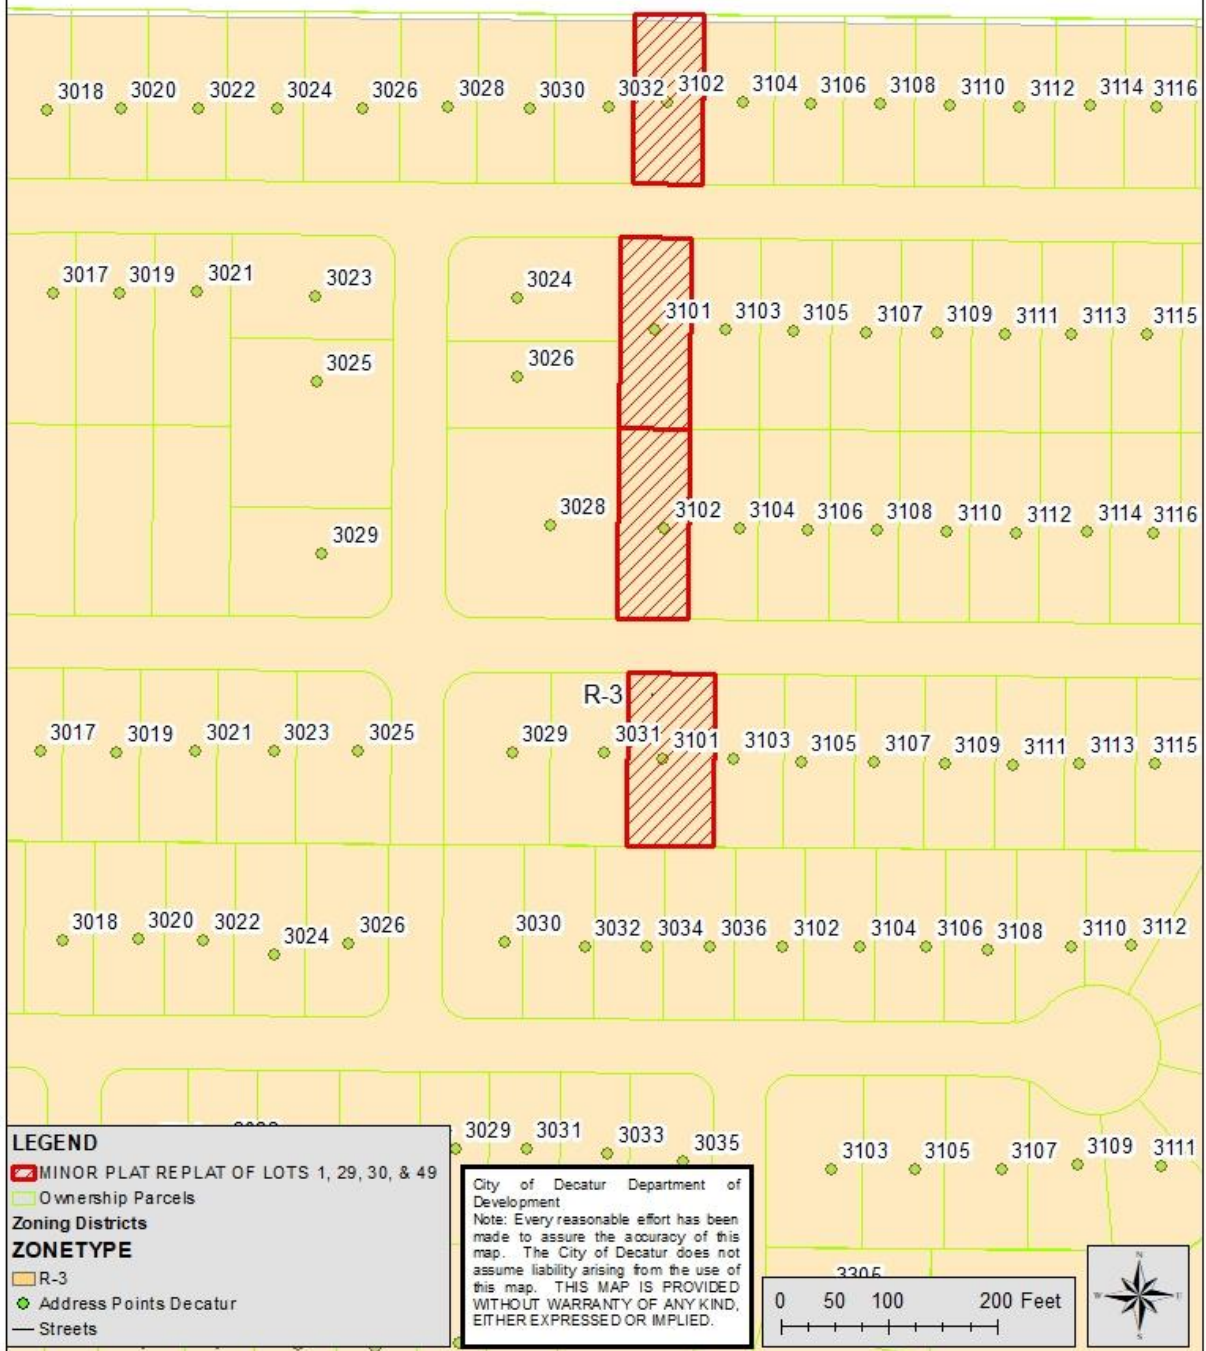 3018 3020 3022 3024 3026 3028 3030 3032 3102 3104 3106 3108 3110 3112 3114 3116
3017 3019 3021 3023 3024
3101 3103 3105 3107 3109 3111 3113 3115
3025 3026
3028 3102 3104 3106 3108 3110 3112 3114 3116
3029
R-3
3017 3019 3021 3023 3025 3029 3031 3101 3103 3105 3107 3109 3111 3113 3115
3018 3020 3022 3024 3026 3030 3032 3034 3036 3102 3104 3106 3108 3110 3112
3029 3031 3033 3035 3103 3105 3107 3109 3111
3305
LEGEND
MINOR PLAT REPLAT OF LOTS 1, 29, 30, & 49
Ownership Parcels
Zoning Districts
ZONETYPE
R-3
Address Points Decatur
Streets
City of Decatur Department of
Development
Note: Every reasonable effort has been
made to assure the accuracy of this
map. The City of Decatur does not
assume liability arising from the use of
this map. THIS MAP IS PROVIDED
WITHOUT WARRANTY OF ANY KIND,
EITHER EXPRESSED OR IMPLIED.
0 50 100 200 Feet
N
W E
S